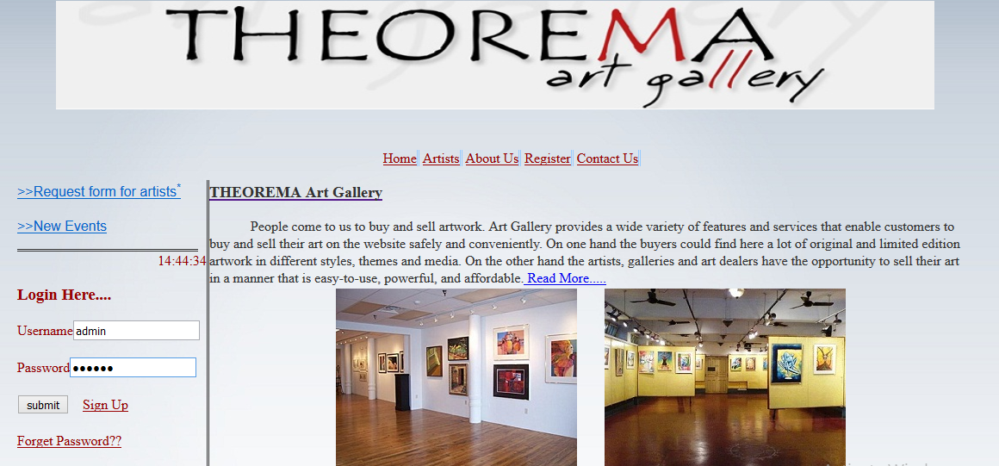 THEOREMA
art gallery
Home Artists About Us Register Contact Us
>>Request form for artists*
>>New Events
14:44:34
Login Here....
Username admin
Password ●●●●●●
submit Sign Up
Forget Password??
THEOREMA Art Gallery
People come to us to buy and sell artwork. Art Gallery provides a wide variety of features and services that enable customers to
buy and sell their art on the website safely and conveniently. On one hand the buyers could find here a lot of original and limited edition
artwork in different styles, themes and media. On the other hand the artists, galleries and art dealers have the opportunity to sell their art
in a manner that is easy-to-use, powerful, and affordable. Read More.....